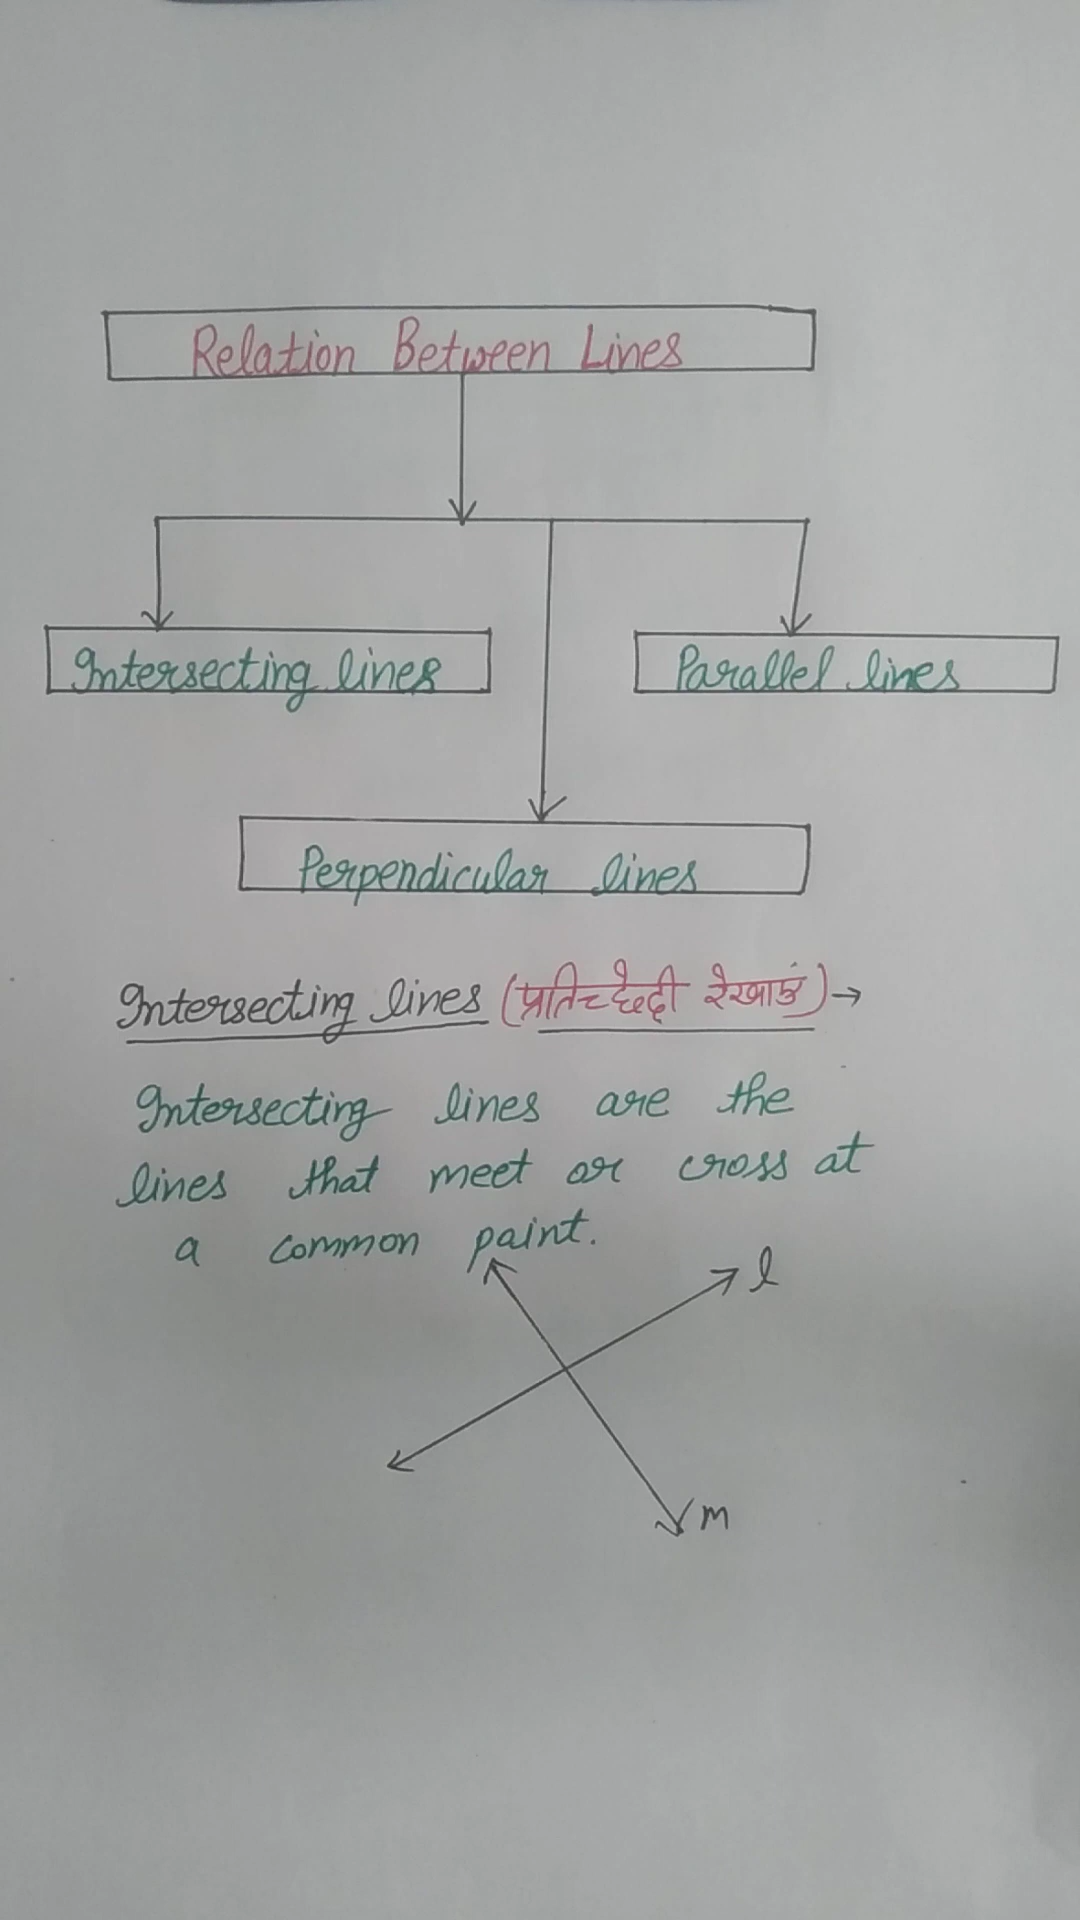 Relation Between Lines
Intersecting lines
Parallel lines
Perpendicular lines
Intersecting lines (प्रतिच्छेदी रेखाऐं) →
Intersecting lines are the
lines that meet or cross at
a common paint.
l
m